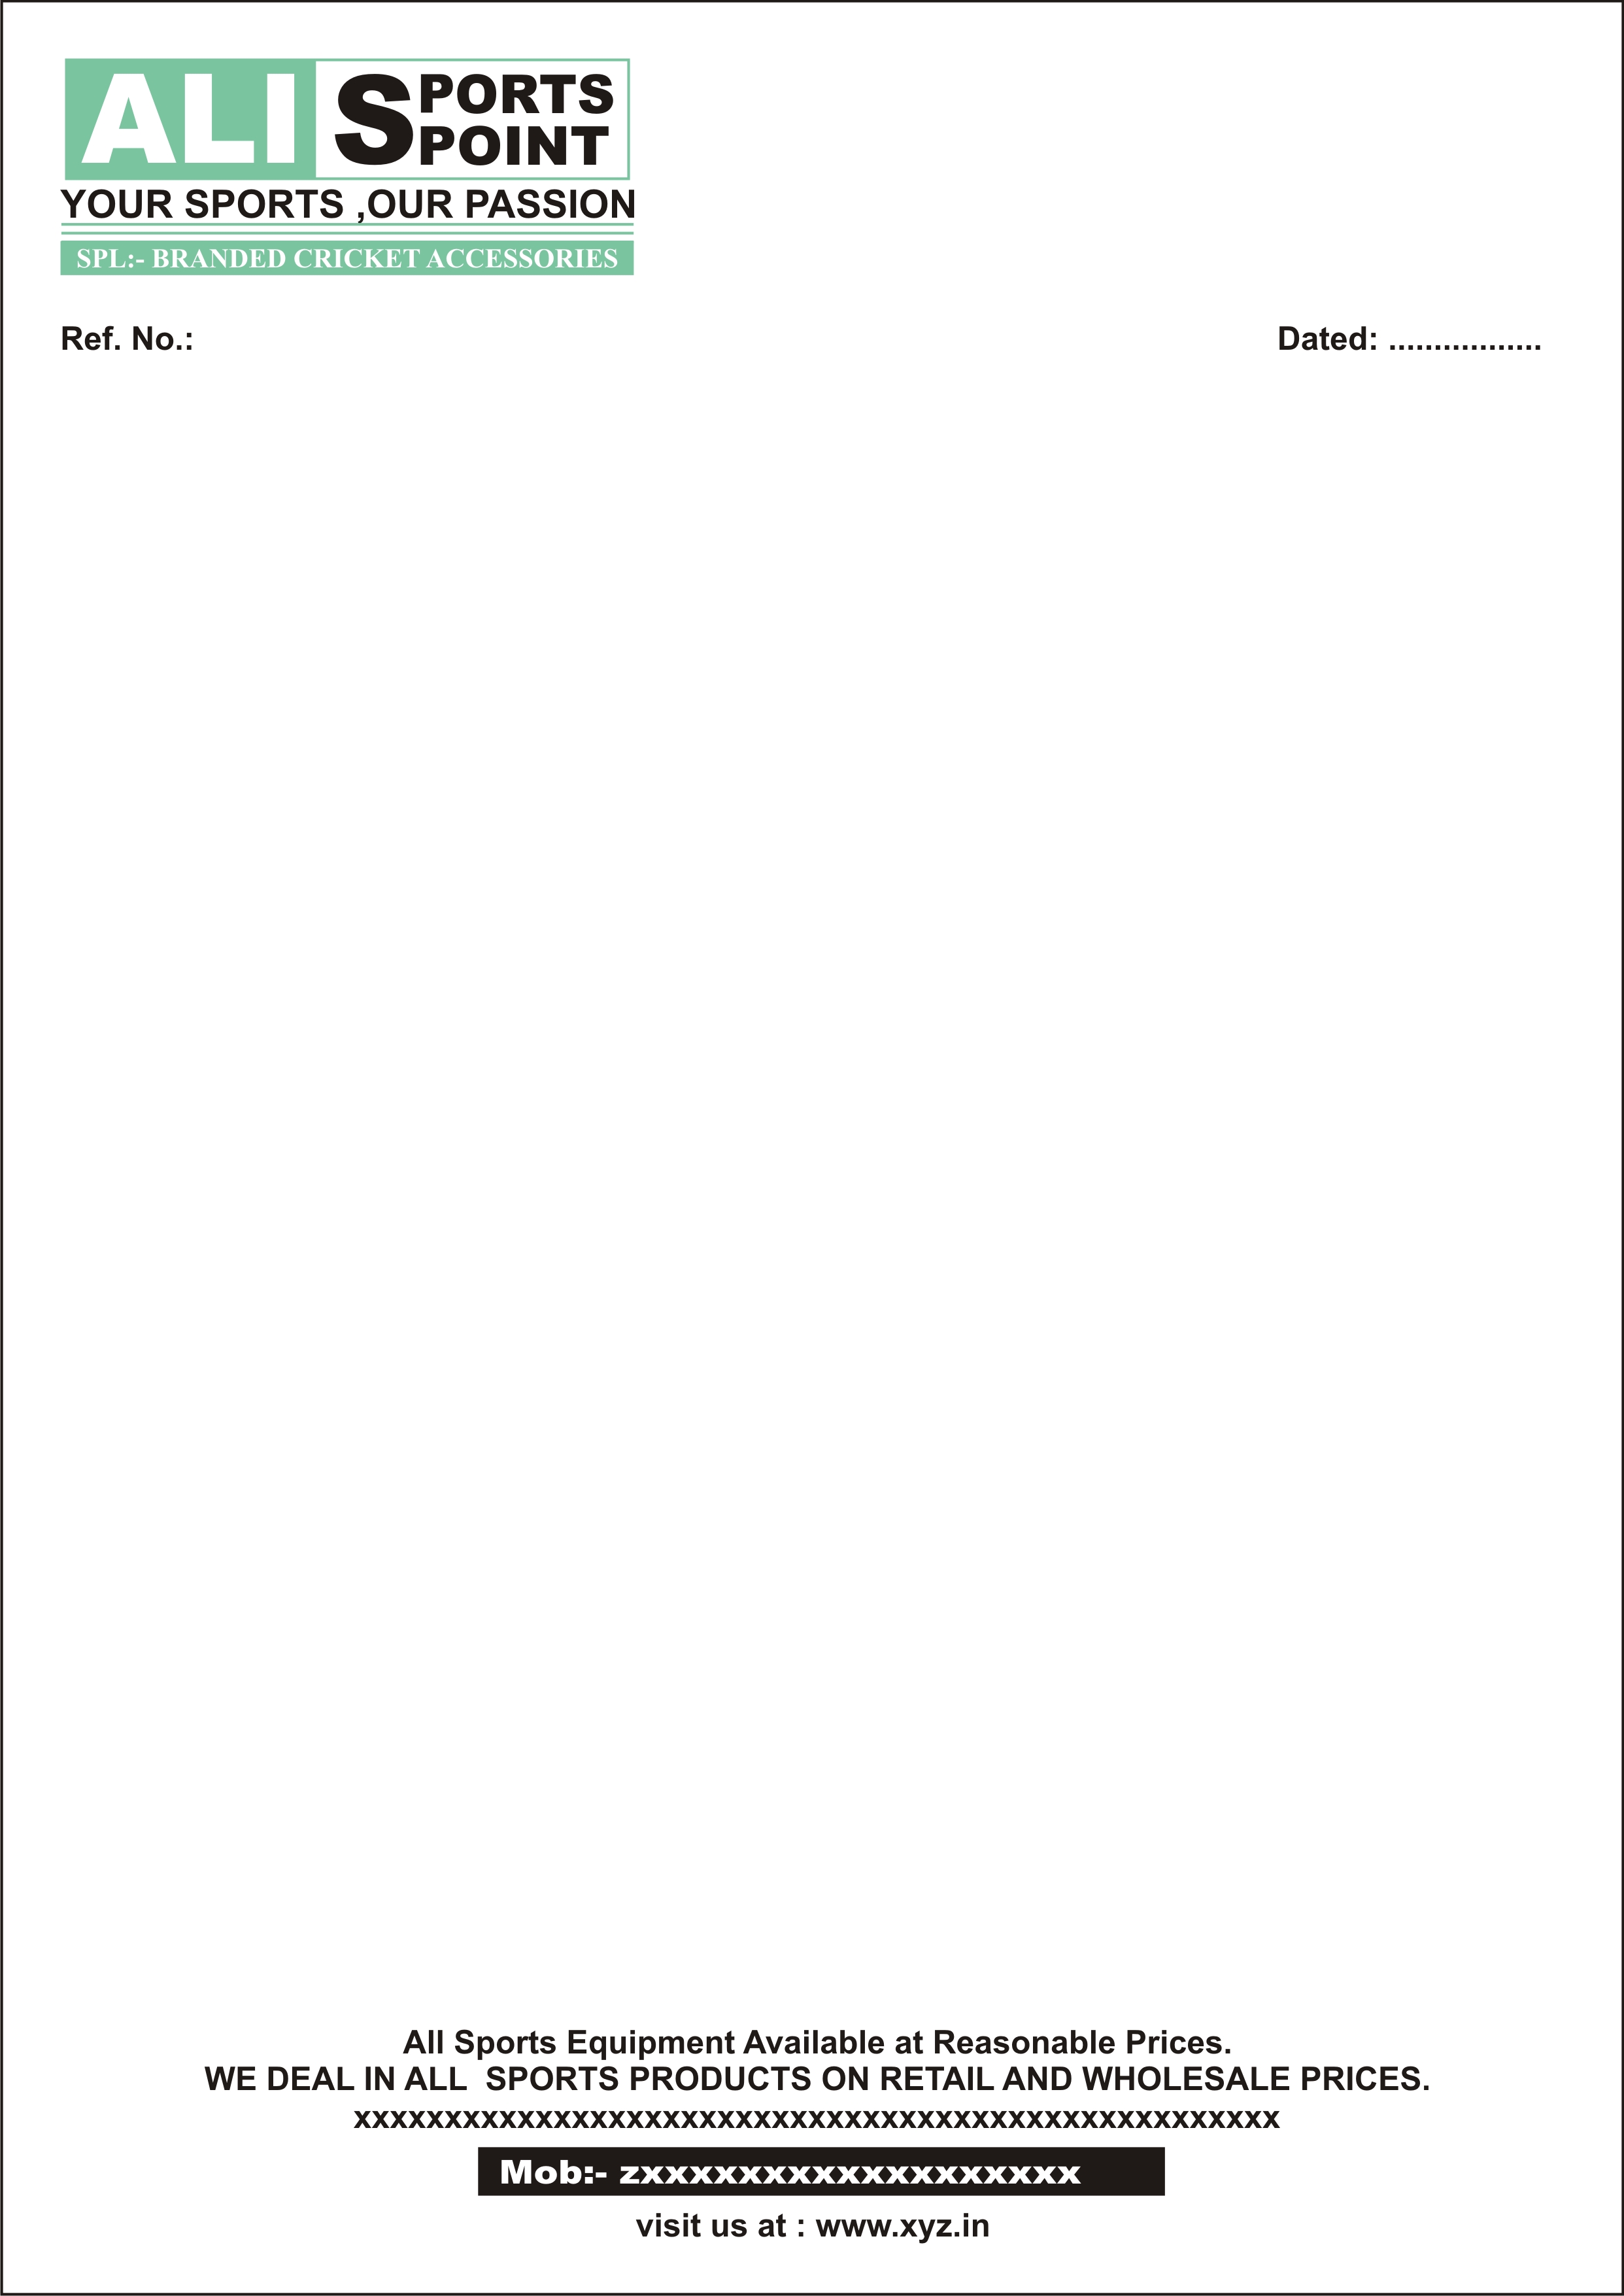 ALI SPORTS
POINT
YOUR SPORTS ,OUR PASSION
SPL:- BRANDED CRICKET ACCESSORIES
Ref. No.: Dated: .................
All Sports Equipment Available at Reasonable Prices.
WE DEAL IN ALL  SPORTS PRODUCTS ON RETAIL AND WHOLESALE PRICES.
xxxxxxxxxxxxxxxxxxxxxxxxxxxxxxxxxxxxxxxxxxxxxxxxxxx
Mob:- zxxxxxxxxxxxxxxxxxx
visit us at : www.xyz.in